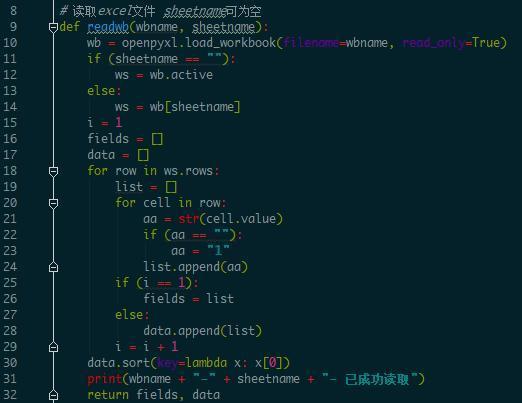 8 # 读取excel文件 sheetname可为空
9 def readwb(wbname, sheetname):
10     wb = openpyxl.load_workbook(filename=wbname, read_only=True)
11     if (sheetname == ""):
12         ws = wb.active
13     else:
14         ws = wb[sheetname]
15     i = 1
16     fields = []
17     data = []
18     for row in ws.rows:
19         list = []
20         for cell in row:
21             aa = str(cell.value)
22             if (aa == ""):
23                 aa = "1"
24             list.append(aa)
25         if (i == 1):
26             fields = list
27         else:
28             data.append(list)
29         i = i + 1
30     data.sort(key=lambda x: x[0])
31     print(wbname + "-" + sheetname + "- 已成功读取")
32     return fields, data